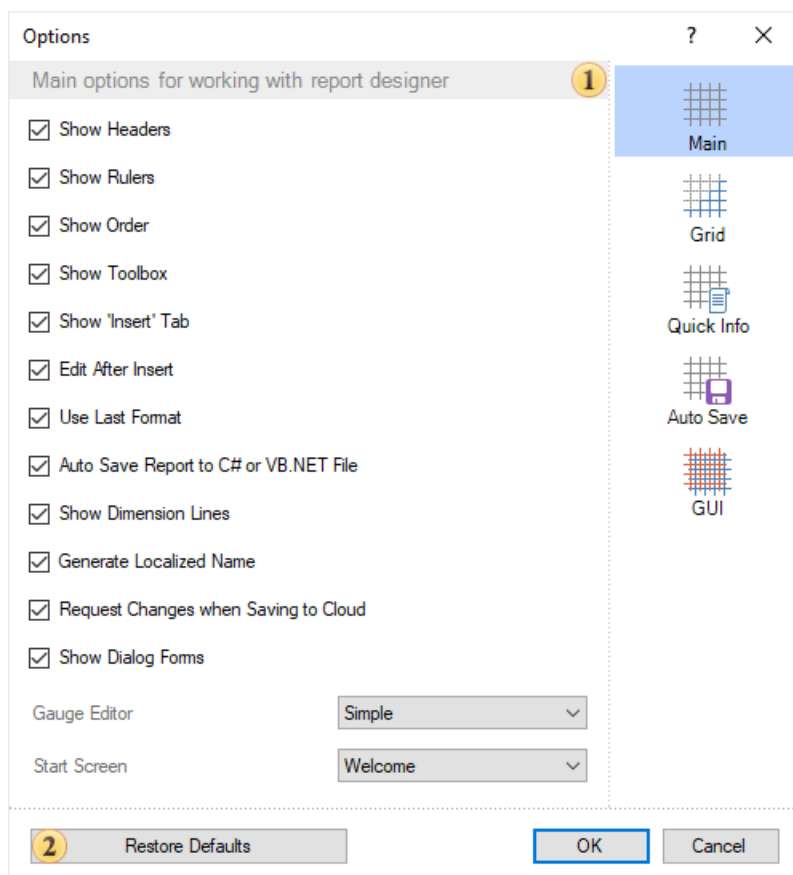 Options
?
Main options for working with report designer
1
Show Headers
Show Rulers
Show Order
Show Toolbox
Show 'Insert' Tab
Edit After Insert
Use Last Format
Auto Save Report to C# or VB.NET File
Show Dimension Lines
Generate Localized Name
Request Changes when Saving to Cloud
Show Dialog Forms
Gauge Editor Simple
Start Screen Welcome
Main
Grid
Quick Info
Auto Save
GUI
2 Restore Defaults OK Cancel